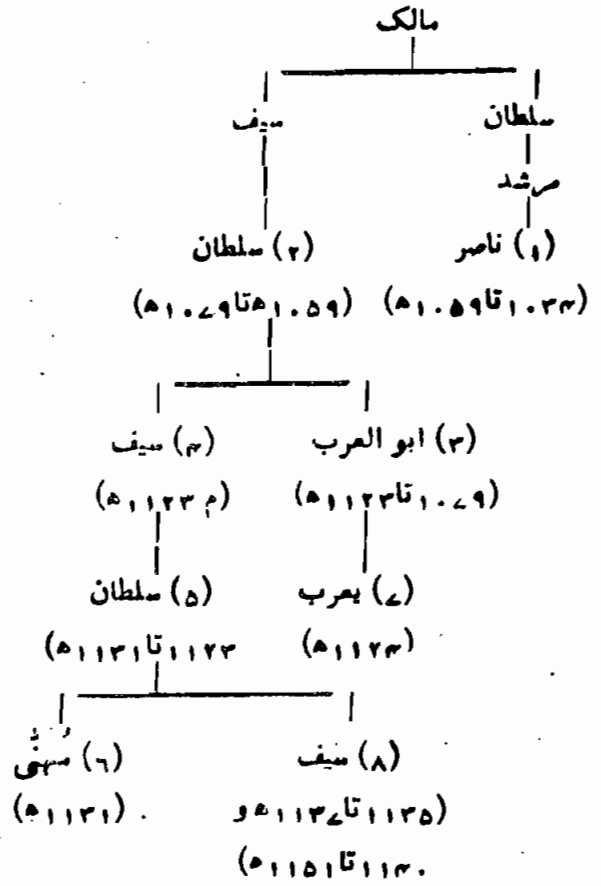 مالک
سلطان سیف
مرشد
(۱) ناصر (۲) سلطان
(۱۰۳۴ تا ۱۰۵۹ھ) (۱۰۵۹ھ تا ۱۰۷۹ھ)
(۳) ابو العرب (۴) سیف
(۱۰۷۹ تا ۱۱۲۳ھ) (م ۱۱۲۳ھ)
(۷) یعرب (۵) سلطان
(۱۱۲۴ھ) ۱۱۲۳ تا ۱۱۳۱ھ)
(۸) سیف (۶) مُہنّٰی
(۱۱۳۵ تا ۱۱۳۷ھ و (۱۱۳۱ھ)
۱۱۴۰ تا ۱۱۵۱ھ)